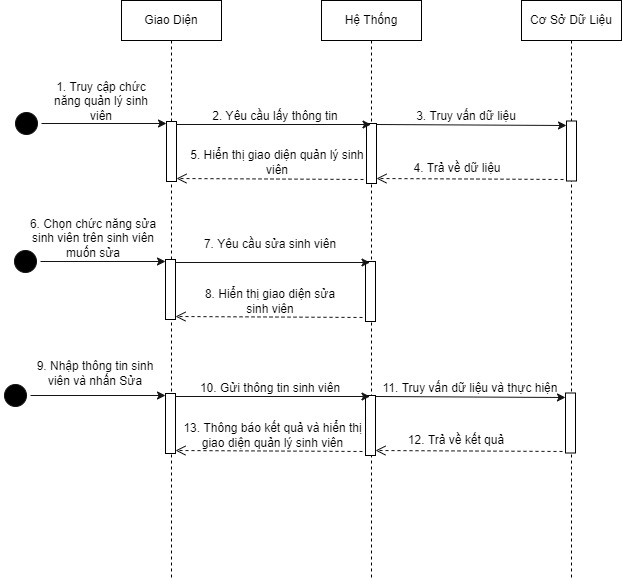 Giao Diện
Hệ Thống
Cơ Sở Dữ Liệu
1. Truy cập chức
năng quản lý sinh
viên
2. Yêu cầu lấy thông tin
3. Truy vấn dữ liệu
5. Hiển thị giao diện quản lý sinh
viên
4. Trả về dữ liệu
6. Chọn chức năng sửa
sinh viên trên sinh viên
muốn sửa
7. Yêu cầu sửa sinh viên
8. Hiển thị giao diện sửa
sinh viên
9. Nhập thông tin sinh
viên và nhấn Sửa
10. Gửi thông tin sinh viên
11. Truy vấn dữ liệu và thực hiện
13. Thông báo kết quả và hiển thị
giao diện quản lý sinh viên
12. Trả về kết quả